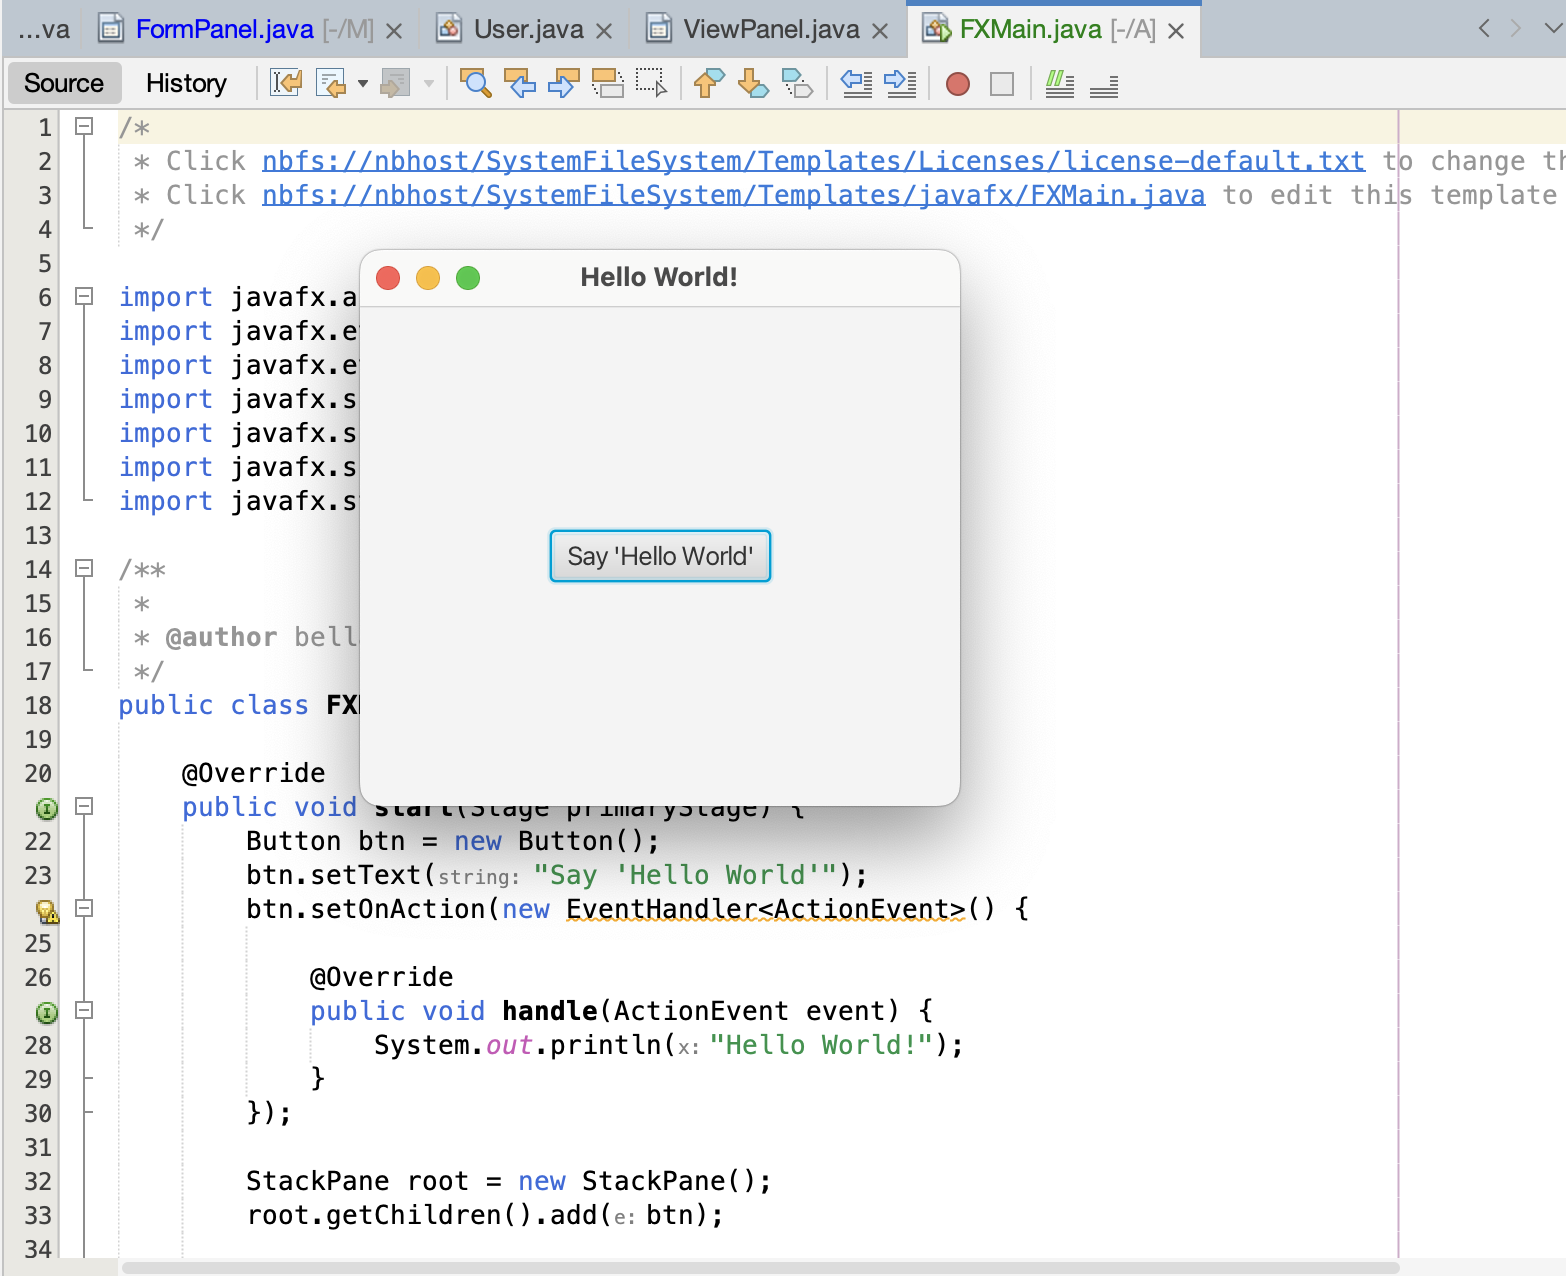 ...va FormPanel.java [-/M] User.java ViewPanel.java FXMain.java [-/A]
Source History
1 /*
2 * Click nbfs://nbhost/SystemFileSystem/Templates/Licenses/license-default.txt to change
3 * Click nbfs://nbhost/SystemFileSystem/Templates/javafx/FXMain.java to edit this template
4 */
5
6 import javafx.a
7 import javafx.e
8 import javafx.e
9 import javafx.s
10 import javafx.s
11 import javafx.s
12 import javafx.s
13
14 /**
15 *
16 * @author bell
17 */
18 public class FX
19
20 @Override
public void start(Stage primaryStage) {
22 Button btn = new Button();
23 btn.setText(string: "Say 'Hello World'");
btn.setOnAction(new EventHandler<ActionEvent>() {
25
26 @Override
public void handle(ActionEvent event) {
28 System.out.println(x: "Hello World!");
29 }
30 });
31
32 StackPane root = new StackPane();
33 root.getChildren().add(e: btn);
34
Hello World!
Say 'Hello World'